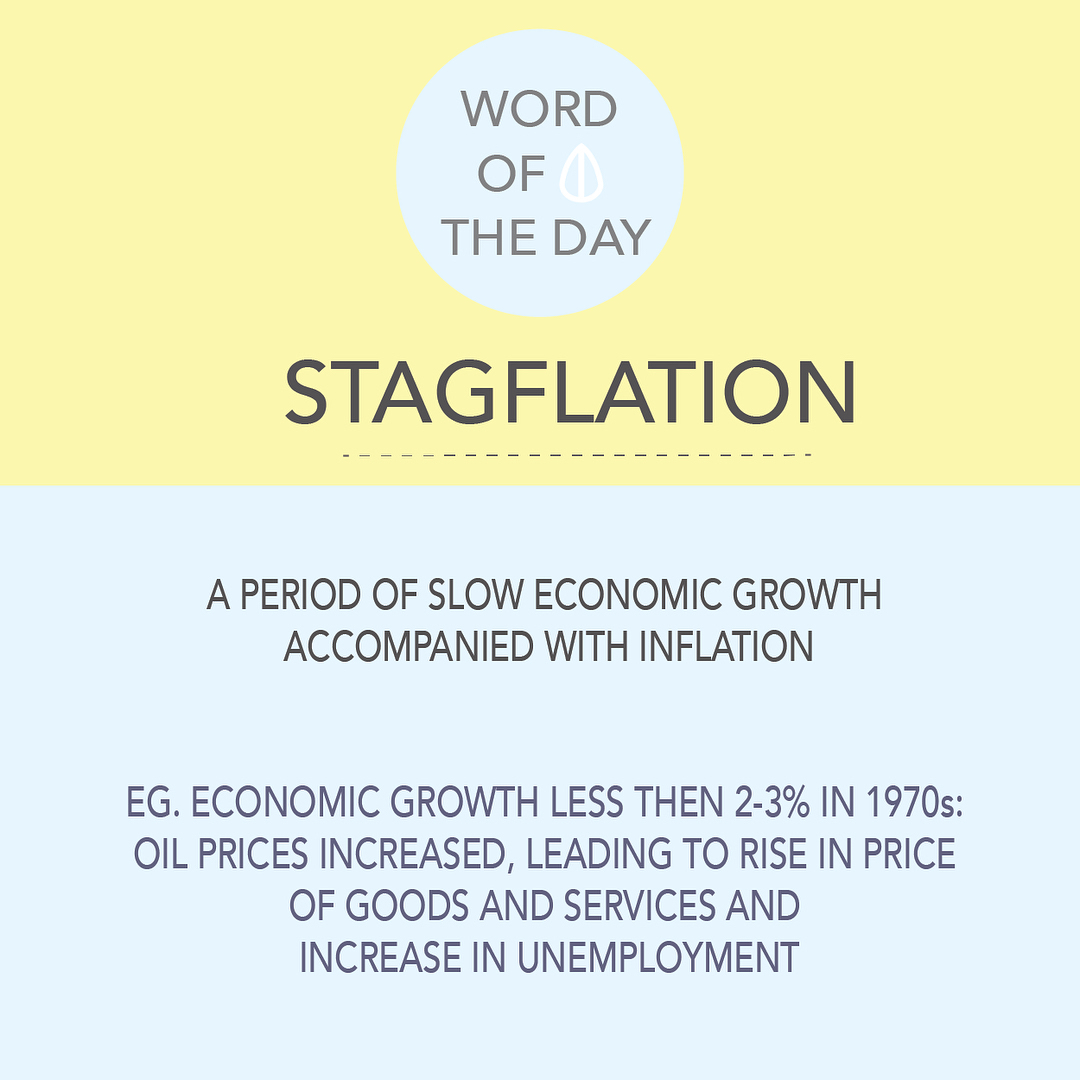 WORD
OF
THE DAY
STAGFLATION
A PERIOD OF SLOW ECONOMIC GROWTH
ACCOMPANIED WITH INFLATION
EG. ECONOMIC GROWTH LESS THEN 2-3% IN 1970s:
OIL PRICES INCREASED, LEADING TO RISE IN PRICE
OF GOODS AND SERVICES AND
INCREASE IN UNEMPLOYMENT